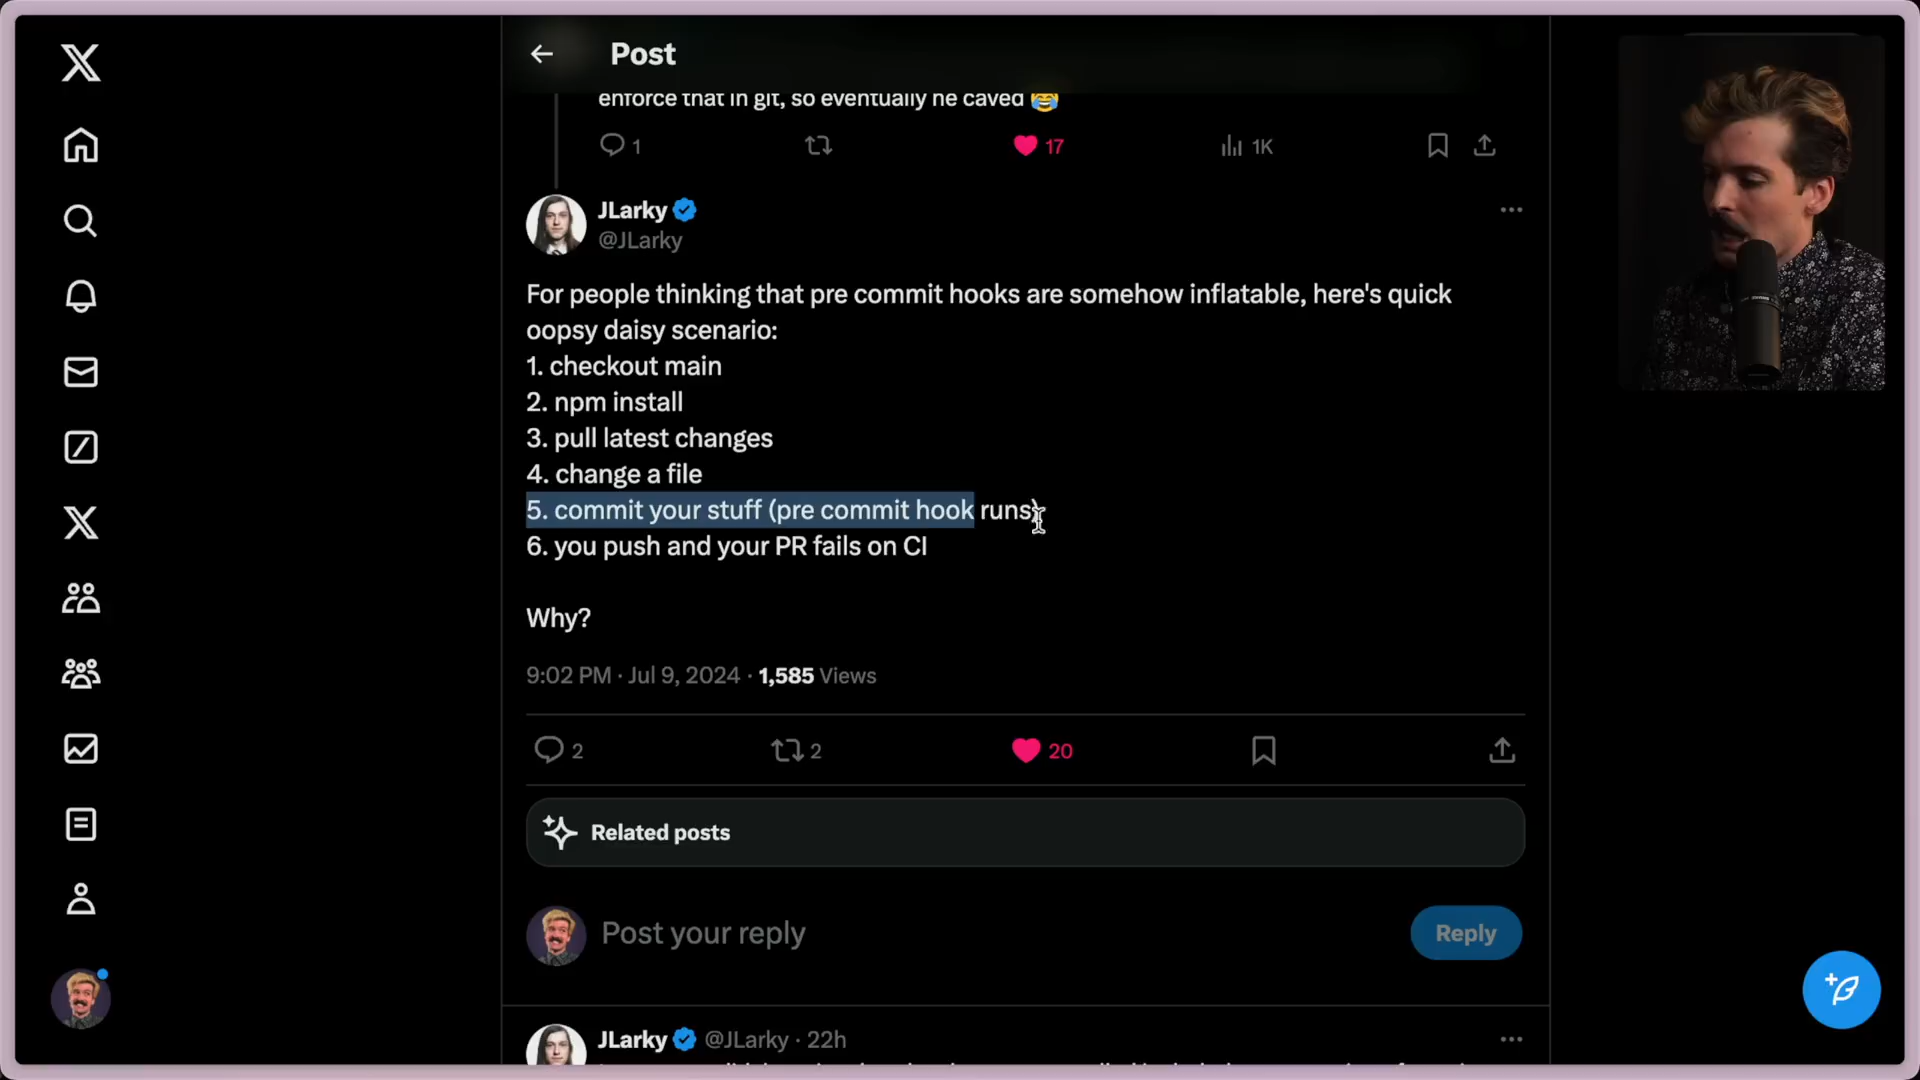 Post
enforce that in git, so eventually he caved 😂
1
17
1K
JLarky
@JLarky
For people thinking that pre commit hooks are somehow inflatable, here's quick
oopsy daisy scenario:
1. checkout main
2. npm install
3. pull latest changes
4. change a file
5. commit your stuff (pre commit hook runs)
6. you push and your PR fails on CI
Why?
9:02 PM · Jul 9, 2024 · 1,585 Views
2
2
20
Related posts
Post your reply
Reply
JLarky @JLarky · 22h